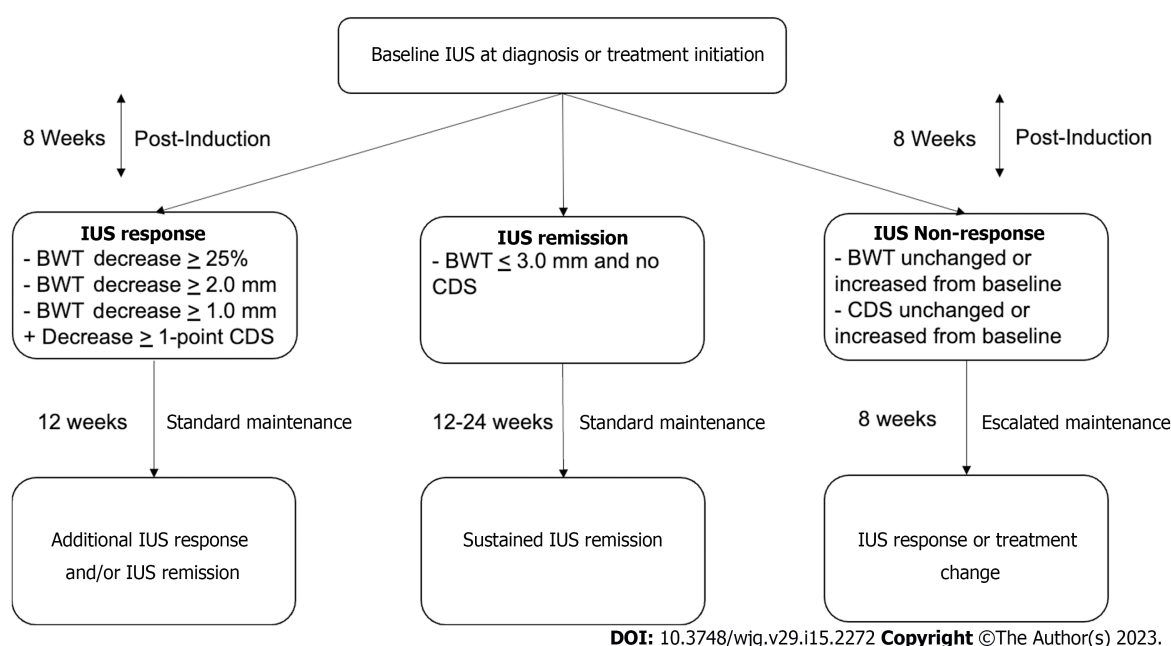 Baseline IUS at diagnosis or treatment initiation
8 Weeks
Post-Induction
8 Weeks
Post-Induction
IUS response
- BWT decrease ≥ 25%
- BWT decrease ≥ 2.0 mm
- BWT decrease ≥ 1.0 mm
+ Decrease ≥ 1-point CDS
IUS remission
- BWT ≤ 3.0 mm and no
CDS
IUS Non-response
- BWT unchanged or
increased from baseline
- CDS unchanged or
increased from baseline
12 weeks
Standard maintenance
12-24 weeks
Standard maintenance
8 weeks
Escalated maintenance
Additional IUS response
and/or IUS remission
Sustained IUS remission
IUS response or treatment
change
DOI: 10.3748/wjg.v29.i15.2272 Copyright ©The Author(s) 2023.